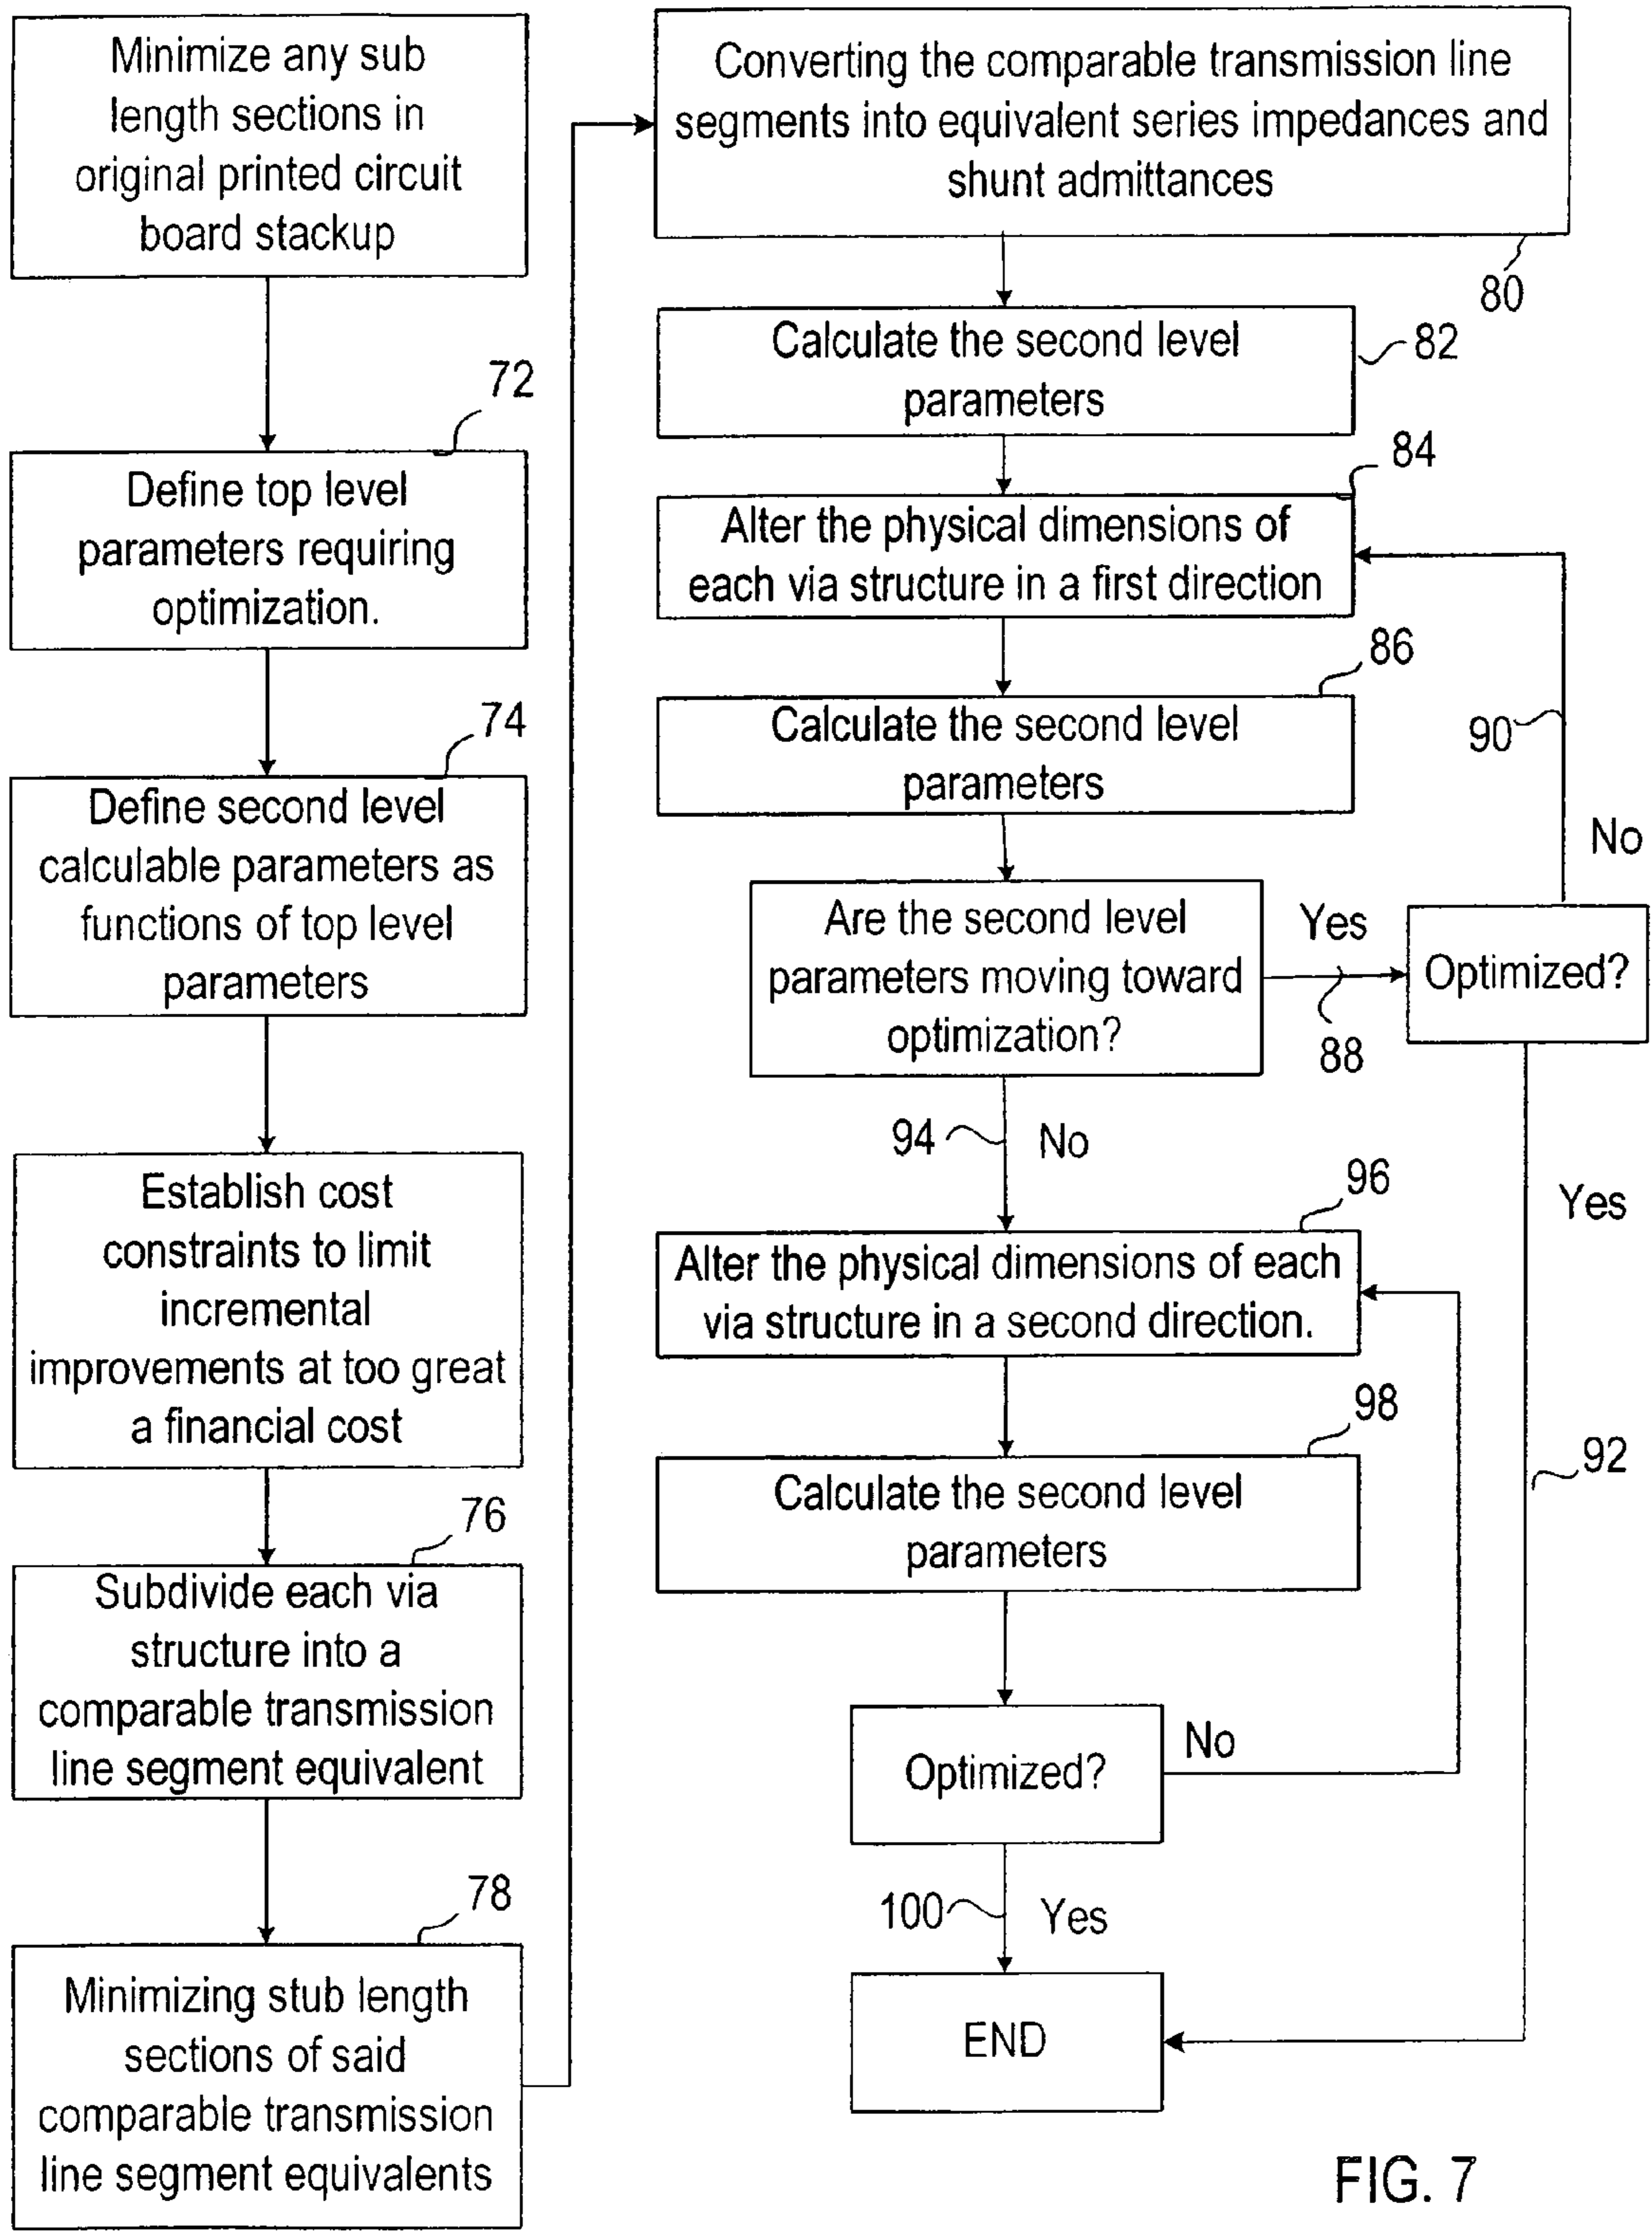 Minimize any sub
length sections in
original printed circuit
board stackup
72
Define top level
parameters requiring
optimization.
74
Define second level
calculable parameters as
functions of top level
parameters
Establish cost
constraints to limit
incremental
improvements at too great
a financial cost
76
Subdivide each via
structure into a
comparable transmission
line segment equivalent
78
Minimizing stub length
sections of said
comparable transmission
line segment equivalents
Converting the comparable transmission line
segments into equivalent series impedances and
shunt admittances
80
Calculate the second level
parameters
82
84
Alter the physical dimensions of
each via structure in a first direction
86
Calculate the second level
parameters
90
No
Are the second level
parameters moving toward
optimization?
Yes
88
Optimized?
94
No
Yes
96
Alter the physical dimensions of each
via structure in a second direction.
98
Calculate the second level
parameters
92
Optimized?
No
100
Yes
END
FIG. 7